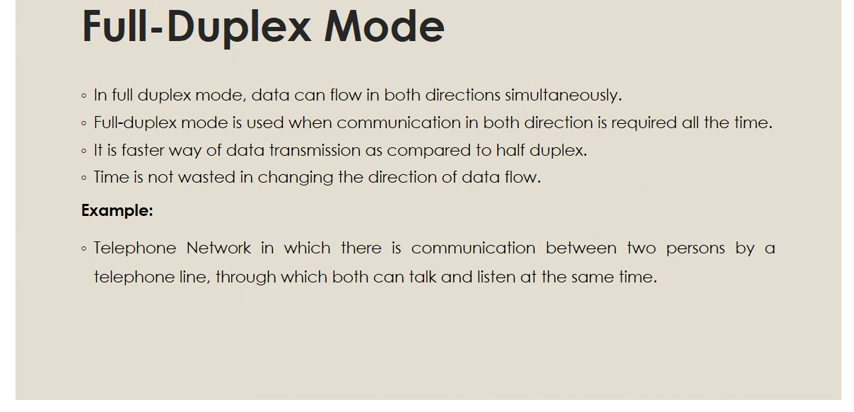 Full-Duplex Mode
◦ In full duplex mode, data can flow in both directions simultaneously.
◦ Full-duplex mode is used when communication in both direction is required all the time.
◦ It is faster way of data transmission as compared to half duplex.
◦ Time is not wasted in changing the direction of data flow.
Example:
◦ Telephone Network in which there is communication between two persons by a
telephone line, through which both can talk and listen at the same time.